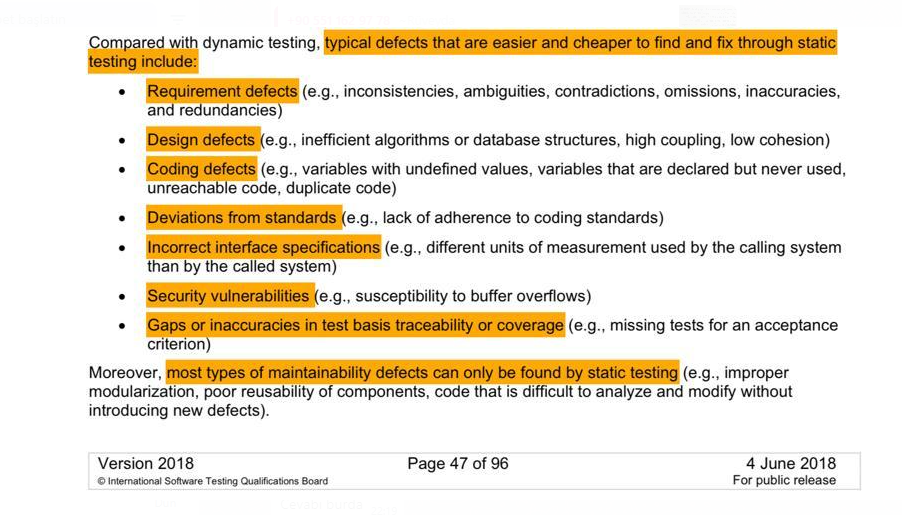 Compared with dynamic testing, typical defects that are easier and cheaper to find and fix through static
testing include:
• Requirement defects (e.g., inconsistencies, ambiguities, contradictions, omissions, inaccuracies,
and redundancies)
• Design defects (e.g., inefficient algorithms or database structures, high coupling, low cohesion)
• Coding defects (e.g., variables with undefined values, variables that are declared but never used,
unreachable code, duplicate code)
• Deviations from standards (e.g., lack of adherence to coding standards)
• Incorrect interface specifications (e.g., different units of measurement used by the calling system
than by the called system)
• Security vulnerabilities (e.g., susceptibility to buffer overflows)
• Gaps or inaccuracies in test basis traceability or coverage (e.g., missing tests for an acceptance
criterion)
Moreover, most types of maintainability defects can only be found by static testing (e.g., improper
modularization, poor reusability of components, code that is difficult to analyze and modify without
introducing new defects).
Version 2018 Page 47 of 96 4 June 2018
© International Software Testing Qualifications Board For public release